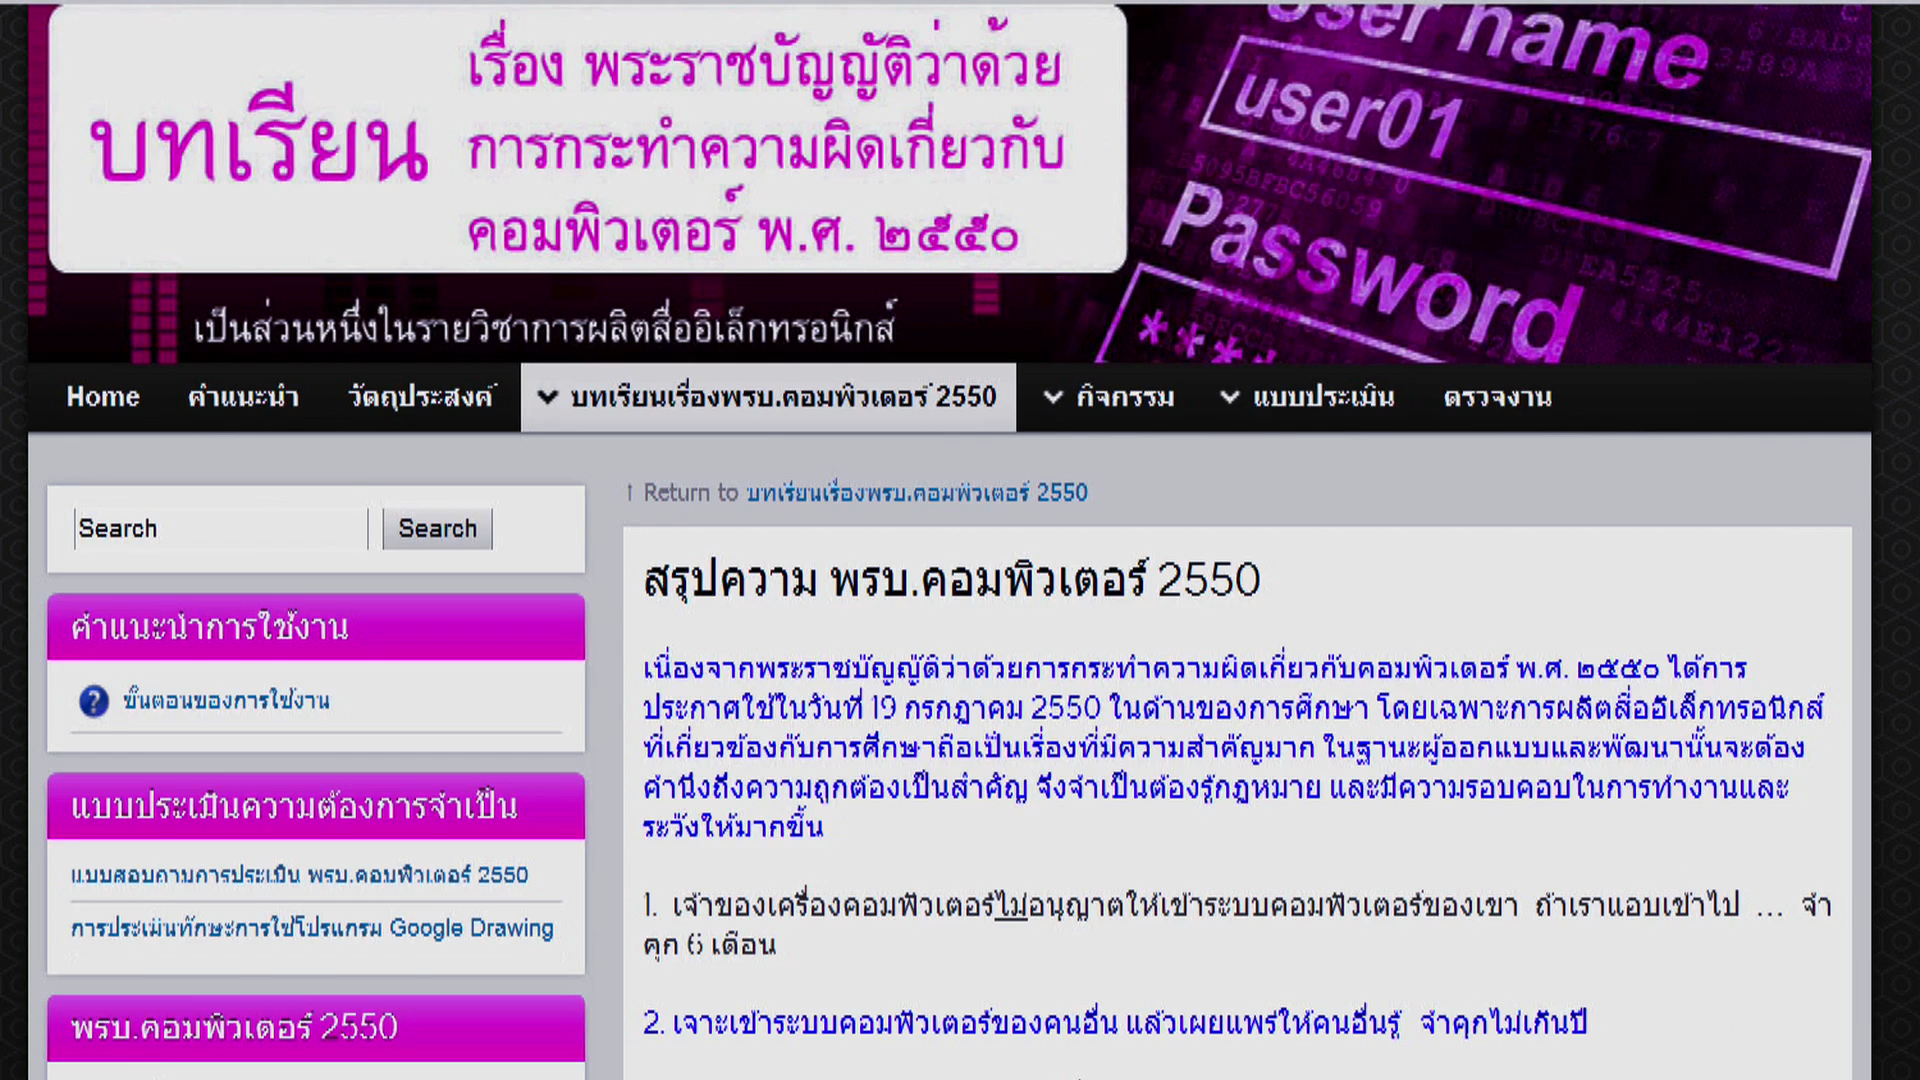 บทเรียน
เรื่อง พระราชบัญญัติว่าด้วย
การกระทำความผิดเกี่ยวกับ
คอมพิวเตอร์ พ.ศ. ๒๕๕๐
เป็นส่วนหนึ่งในรายวิชาการผลิตสื่ออิเล็กทรอนิกส์
User name
user01
Password
****
Home คำแนะนำ วัตถุประสงค์ บทเรียนเรื่องพรบ.คอมพิวเตอร์ 2550 กิจกรรม แบบประเมิน ตรวจงาน
Search Search
คำแนะนำการใช้งาน
ขั้นตอนของการใช้งาน
แบบประเมินความต้องการจำเป็น
แบบสอบถามการประเมิน พรบ.คอมพิวเตอร์ 2550
การประเมินทักษะการใช้โปรแกรม Google Drawing
พรบ.คอมพิวเตอร์ 2550
↑ Return to บทเรียนเรื่องพรบ.คอมพิวเตอร์ 2550
สรุปความ พรบ.คอมพิวเตอร์ 2550
เนื่องจากพระราชบัญญัติว่าด้วยการกระทำความผิดเกี่ยวกับคอมพิวเตอร์ พ.ศ. ๒๕๕๐ ได้การ
ประกาศใช้ในวันที่ 19 กรกฎาคม 2550 ในด้านของการศึกษา โดยเฉพาะการผลิตสื่ออิเล็กทรอนิกส์
ที่เกี่ยวข้องกับการศึกษาถือเป็นเรื่องที่มีความสำคัญมาก ในฐานะผู้ออกแบบและพัฒนานั้นจะต้อง
คำนึงถึงความถูกต้องเป็นสำคัญ จึงจำเป็นต้องรู้กฎหมาย และมีความรอบคอบในการทำงานและ
ระวังให้มากขึ้น
1. เจ้าของเครื่องคอมพิวเตอร์ไม่อนุญาตให้เข้าระบบคอมพิวเตอร์ของเขา ถ้าเราแอบเข้าไป ... จำ
คุก 6 เดือน
2. เจาะเข้าระบบคอมพิวเตอร์ของคนอื่น แล้วเผยแพร่ให้คนอื่นรู้ จำคุกไม่เกินปี